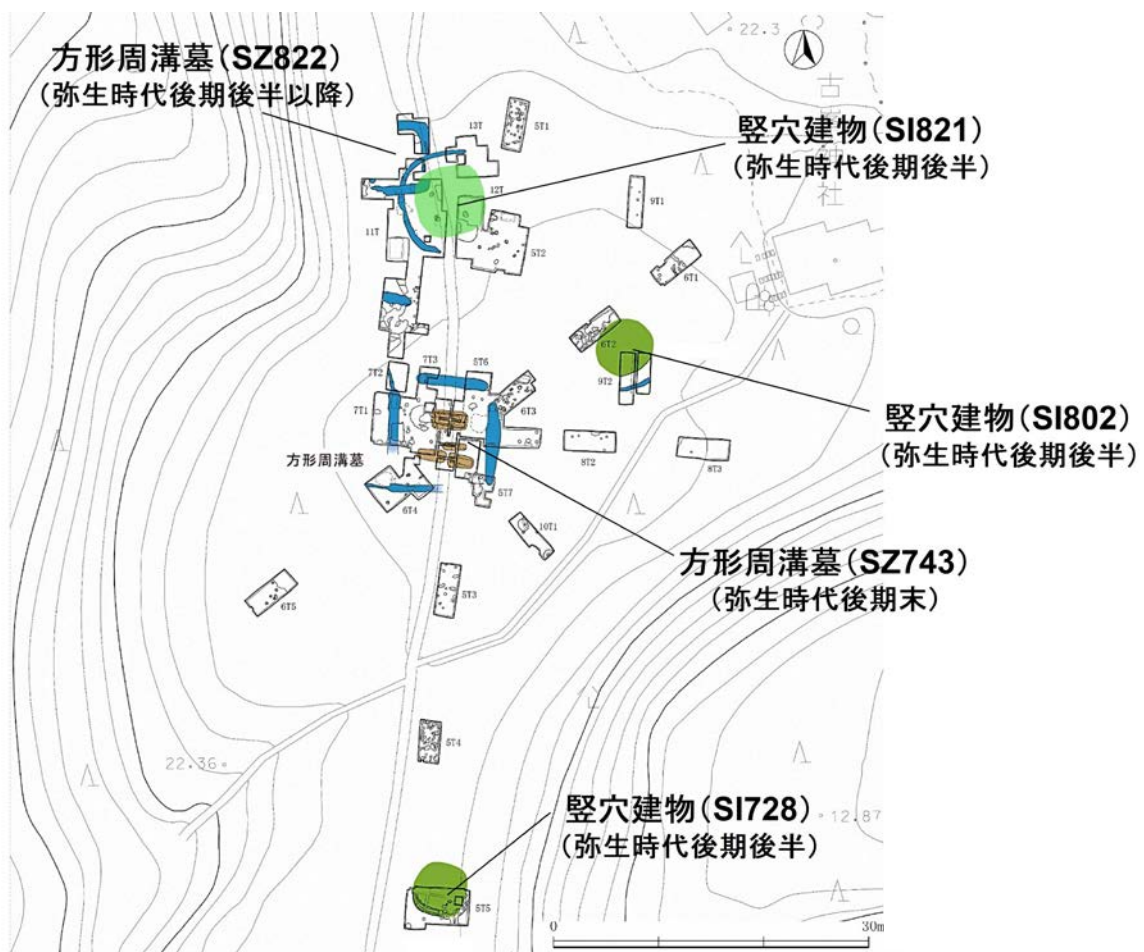 方形周溝墓(SZ822)
(弥生時代後期後半以降)
22.3
竪穴建物(SI821)
(弥生時代後期後半)
13T
5T1
12T
9T1
11T
5T2
6T1
6T2
9T2
7T2
7T3
5T6
7T1
6T3
竪穴建物(SI802)
(弥生時代後期後半)
8T2
8T3
方形周溝墓
6T4
5T7
10T1
方形周溝墓(SZ743)
(弥生時代後期末)
6T5
5T3
5T4
22.36
竪穴建物(SI728)
(弥生時代後期後半)
12.87
5T5
0
30m